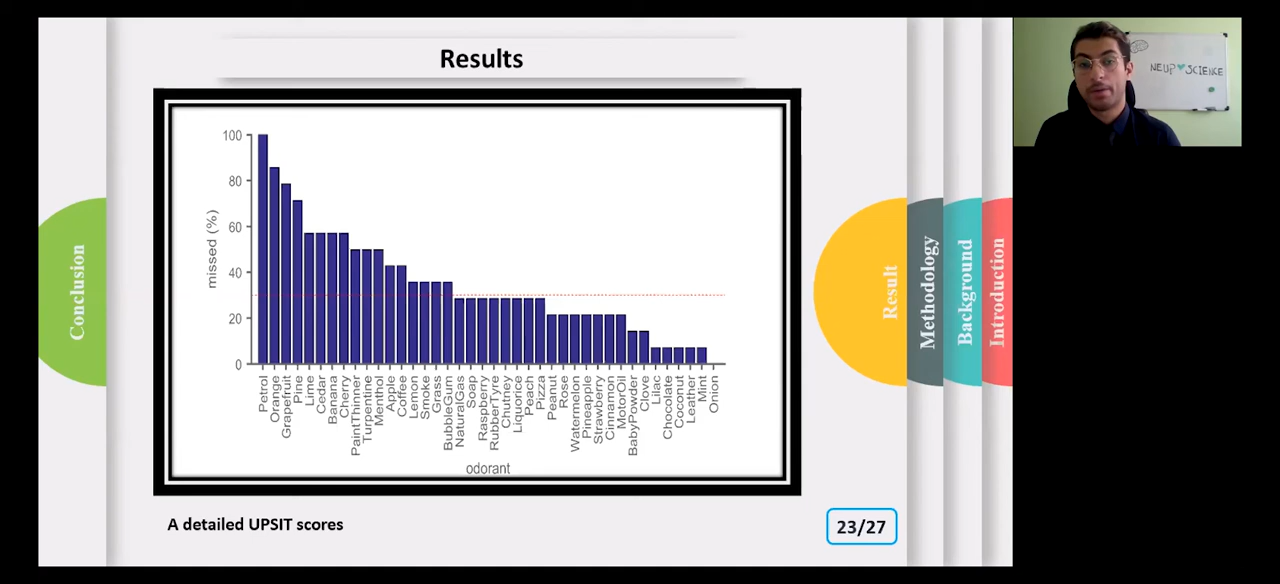 Results
NEUP♥SCIENCE
100
80
60
40
20
0
missed (%)
Petrol
Orange
Grapefruit
Pine
Lime
Cedar
Banana
Cherry
PaintThinner
Turpentine
Menthol
Apple
Coffee
Lemon
Smoke
Grass
BubbleGum
NaturalGas
Soap
Raspberry
RubberTyre
Chutney
Liquorice
Peach
Pizza
Peanut
Rose
Watermelon
Pineapple
Strawberry
Cinnamon
MotorOil
BabyPowder
Clove
Lilac
Chocolate
Coconut
Leather
Mint
Onion
odorant
A detailed UPSIT scores
23/27
Conclusion
Result
Methodology
Background
Introduction